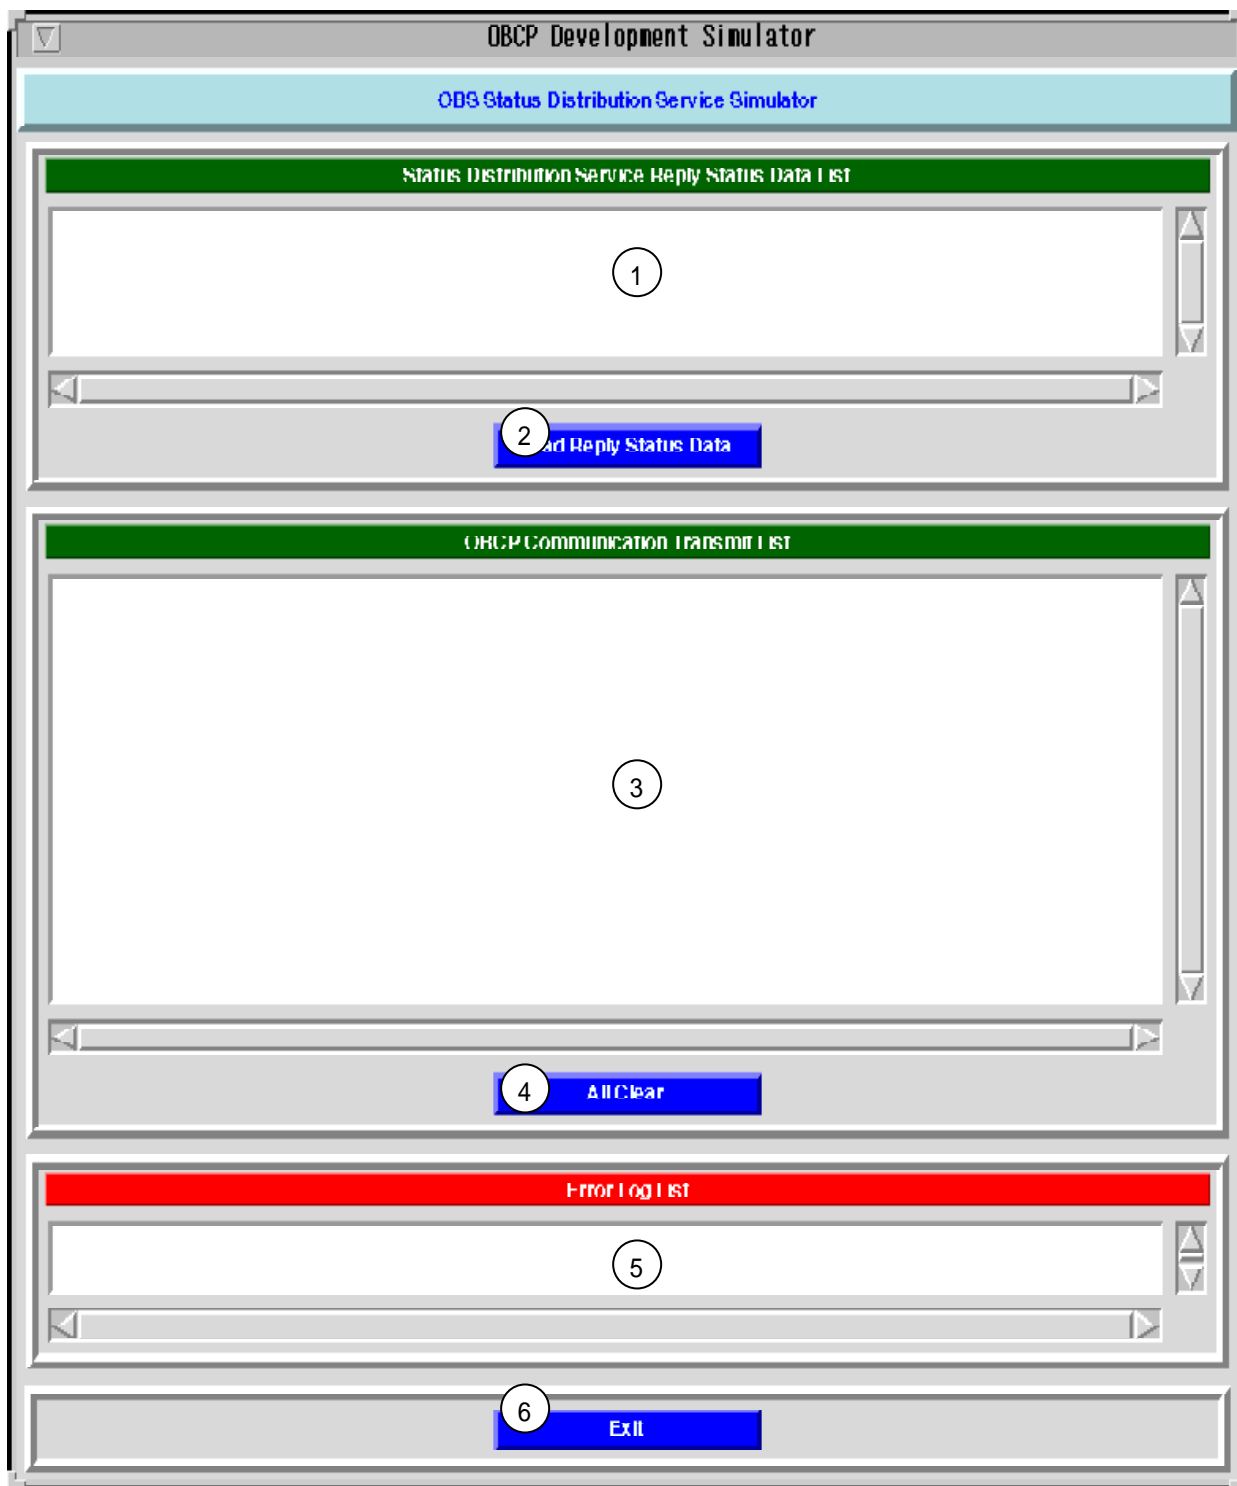 OBCP Development Simulator
OBS Status Distribution Service Simulator
Status Distribution Service Reply Status Data List
1
2
Reply Status Data
OBCP Communication Transmit List
3
4
All Clear
Error Log List
5
6
Exit